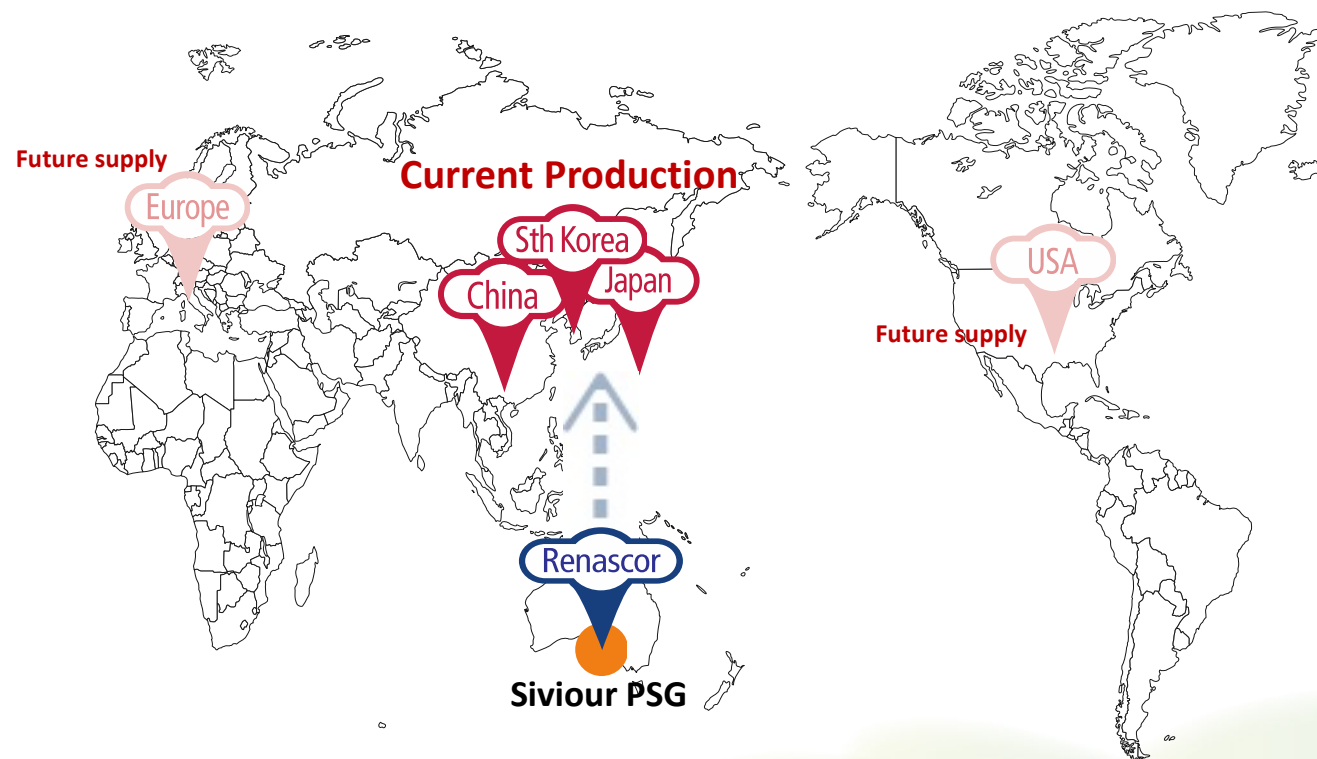 Future supply
Europe
Current Production
Sth Korea
China
Japan
USA
Future supply
Renascor
Siviour PSG